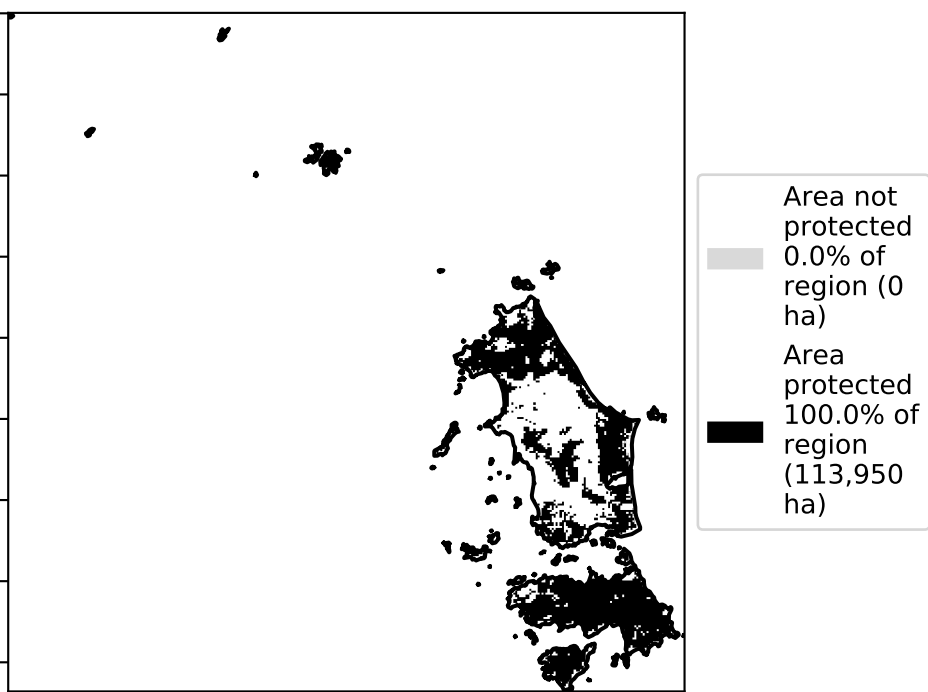 Area not
protected
0.0% of
region (0
ha)
Area
protected
100.0% of
region
(113,950
ha)